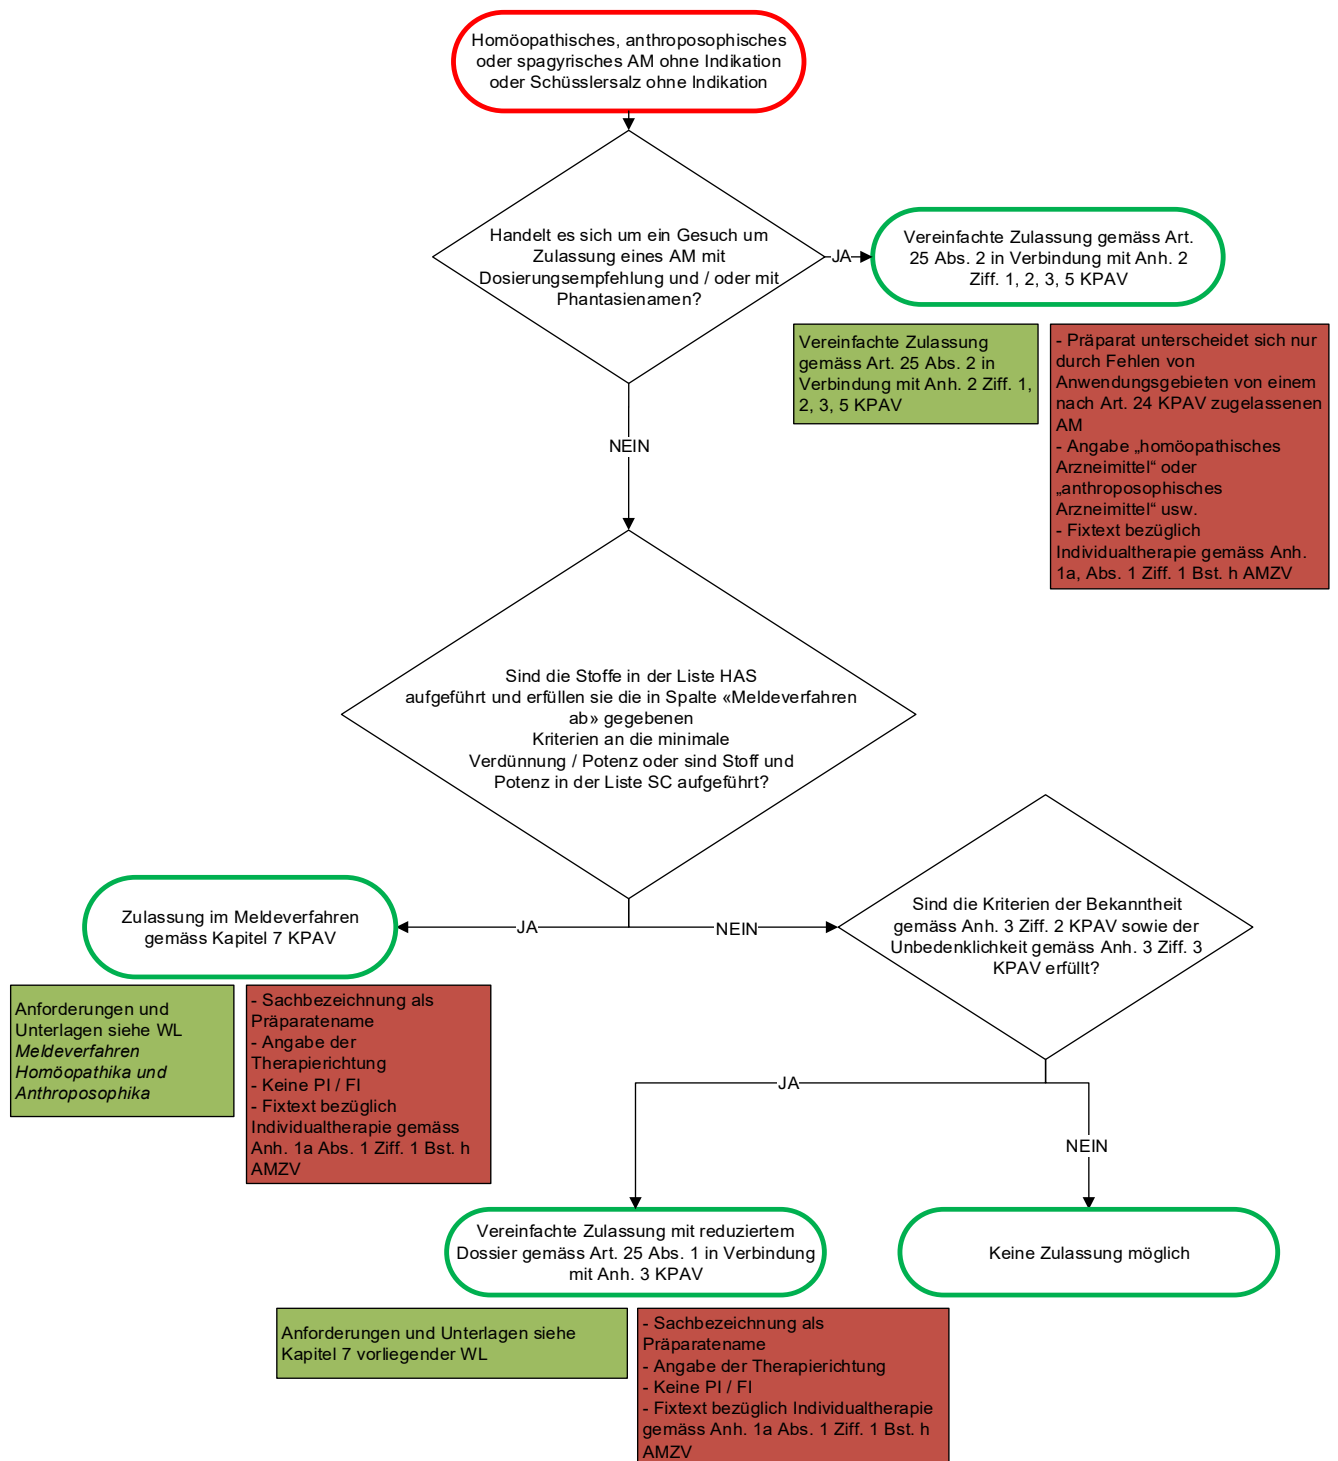 Homöopathisches, anthroposophisches
oder spagyrisches AM ohne Indikation
oder Schüsslersalz ohne Indikation
Handelt es sich um ein Gesuch um
Zulassung eines AM mit
Dosierungsempfehlung und / oder mit
Phantasienamen?
JA
Vereinfachte Zulassung gemäss Art.
25 Abs. 2 in Verbindung mit Anh. 2
Ziff. 1, 2, 3, 5 KPAV
Vereinfachte Zulassung
gemäss Art. 25 Abs. 2 in
Verbindung mit Anh. 2 Ziff. 1,
2, 3, 5 KPAV
- Präparat unterscheidet sich nur
durch Fehlen von
Anwendungsgebieten von einem
nach Art. 24 KPAV zugelassenen
AM
- Angabe „homöopathisches
Arzneimittel“ oder
„anthroposophisches
Arzneimittel“ usw.
- Fixtext bezüglich
Individualtherapie gemäss Anh.
1a, Abs. 1 Ziff. 1 Bst. h AMZV
NEIN
Sind die Stoffe in der Liste HAS
aufgeführt und erfüllen sie die in Spalte «Meldeverfahren
ab» gegebenen
Kriterien an die minimale
Verdünnung / Potenz oder sind Stoff und
Potenz in der Liste SC aufgeführt?
JA
NEIN
Zulassung im Meldeverfahren
gemäss Kapitel 7 KPAV
Anforderungen und
Unterlagen siehe WL
Meldeverfahren
Homöopathika und
Anthroposophika
- Sachbezeichnung als
Präparatename
- Angabe der
Therapierichtung
- Keine PI / FI
- Fixtext bezüglich
Individualtherapie gemäss
Anh. 1a Abs. 1 Ziff. 1 Bst. h
AMZV
Sind die Kriterien der Bekanntheit
gemäss Anh. 3 Ziff. 2 KPAV sowie der
Unbedenklichkeit gemäss Anh. 3 Ziff. 3
KPAV erfüllt?
JA
NEIN
Vereinfachte Zulassung mit reduziertem
Dossier gemäss Art. 25 Abs. 1 in Verbindung
mit Anh. 3 KPAV
Keine Zulassung möglich
Anforderungen und Unterlagen siehe
Kapitel 7 vorliegender WL
- Sachbezeichnung als
Präparatename
- Angabe der Therapierichtung
- Keine PI / FI
- Fixtext bezüglich Individualtherapie
gemäss Anh. 1a Abs. 1 Ziff. 1 Bst. h
AMZV